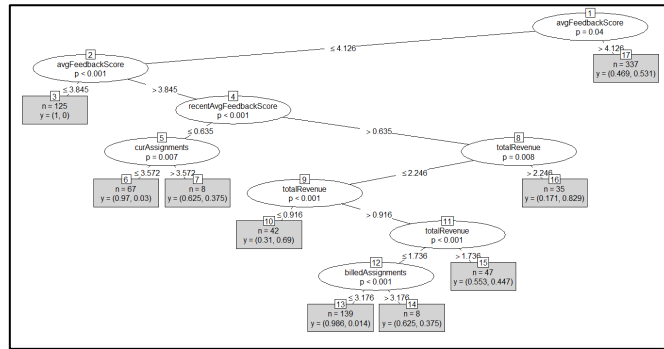 1
avgFeedbackScore
p = 0.04
≤ 4.126
> 4.126
2
avgFeedbackScore
p < 0.001
17
n = 337
y = (0.469, 0.531)
≤ 3.845
> 3.845
3
n = 125
y = (1, 0)
4
recentAvgFeedbackScore
p < 0.001
≤ 0.635
> 0.635
5
curAssignments
p = 0.007
8
totalRevenue
p = 0.008
≤ 3.572
> 3.572
≤ 2.246
> 2.246
6
n = 67
y = (0.97, 0.03)
7
n = 8
y = (0.625, 0.375)
9
totalRevenue
p < 0.001
16
n = 35
y = (0.171, 0.829)
≤ 0.916
> 0.916
10
n = 42
y = (0.31, 0.69)
11
totalRevenue
p < 0.001
≤ 1.736
> 1.736
12
billedAssignments
p < 0.001
15
n = 47
y = (0.553, 0.447)
≤ 3.176
> 3.176
13
n = 139
y = (0.986, 0.014)
14
n = 8
y = (0.625, 0.375)